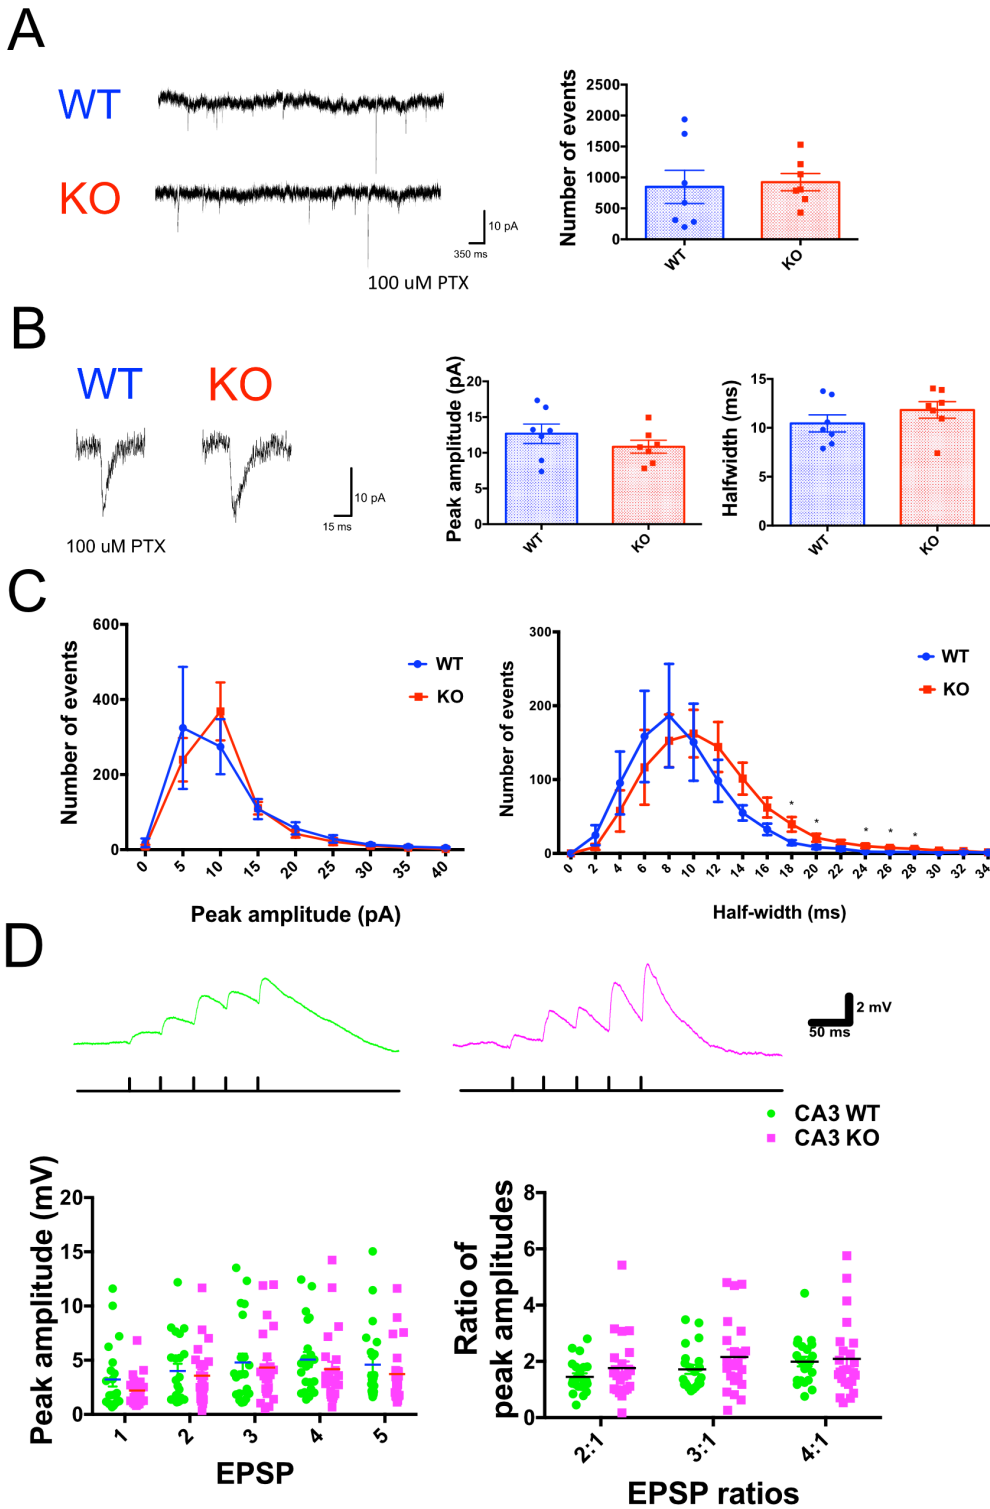 A
WT
KO
10 pA
350 ms
100 uM PTX
Number of events
2500
2000
1500
1000
500
0
WT
KO
B
WT
KO
10 pA
15 ms
100 uM PTX
Peak amplitude (pA)
20
15
10
5
0
WT
KO
Halfwidth (ms)
15
10
5
0
WT
KO
C
Number of events
600
400
200
0
0 5 10 15 20 25 30 35 40
Peak amplitude (pA)
WT
KO
Number of events
300
200
100
0
0 2 4 6 8 10 12 14 16 18 20 22 24 26 28 30 32 34
Half-width (ms)
WT
KO
* * * * *
D
2 mV
50 ms
CA3 WT
CA3 KO
Peak amplitude (mV)
20
15
10
5
0
1 2 3 4 5
EPSP
Ratio of
peak amplitudes
8
6
4
2
0
2:1 3:1 4:1
EPSP ratios